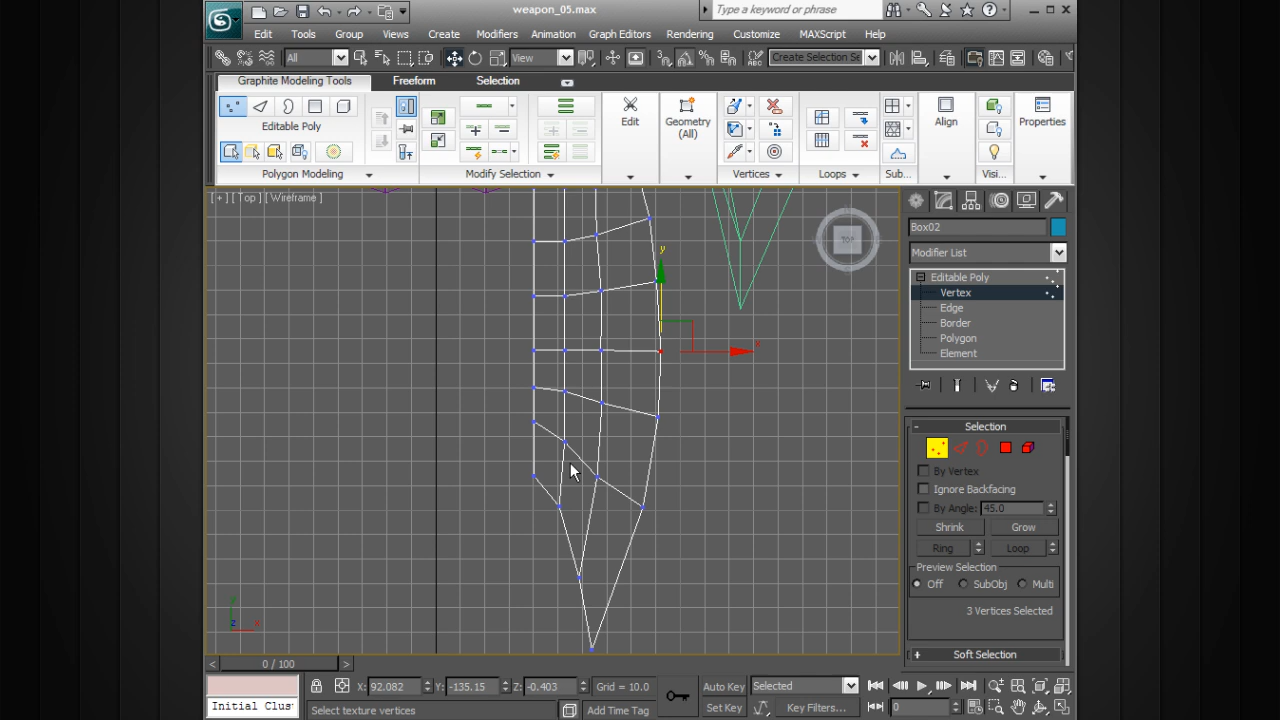 weapon_05.max
Type a keyword or phrase
Edit Tools Group Views Create Modifiers Animation Graph Editors Rendering Customize MAXScript Help
All View Create Selection Se
Graphite Modeling Tools Freeform Selection
Editable Poly
Edit Geometry (All) Align Properties
Polygon Modeling Modify Selection Vertices Loops Sub... Visi...
[ + ] [ Top ] [ Wireframe ]
TOP
y
x
Box02
Modifier List
Editable Poly
Vertex
Edge
Border
Polygon
Element
Selection
By Vertex
Ignore Backfacing
By Angle: 45.0
Shrink Grow
Ring Loop
Preview Selection
Off SubObj Multi
3 Vertices Selected
Soft Selection
y
z x
0 / 100
X: 92.082 Y: -135.15 Z: -0.403 Grid = 10.0 Auto Key Selected
Initial Clus Select texture vertices Add Time Tag Set Key Key Filters... 0